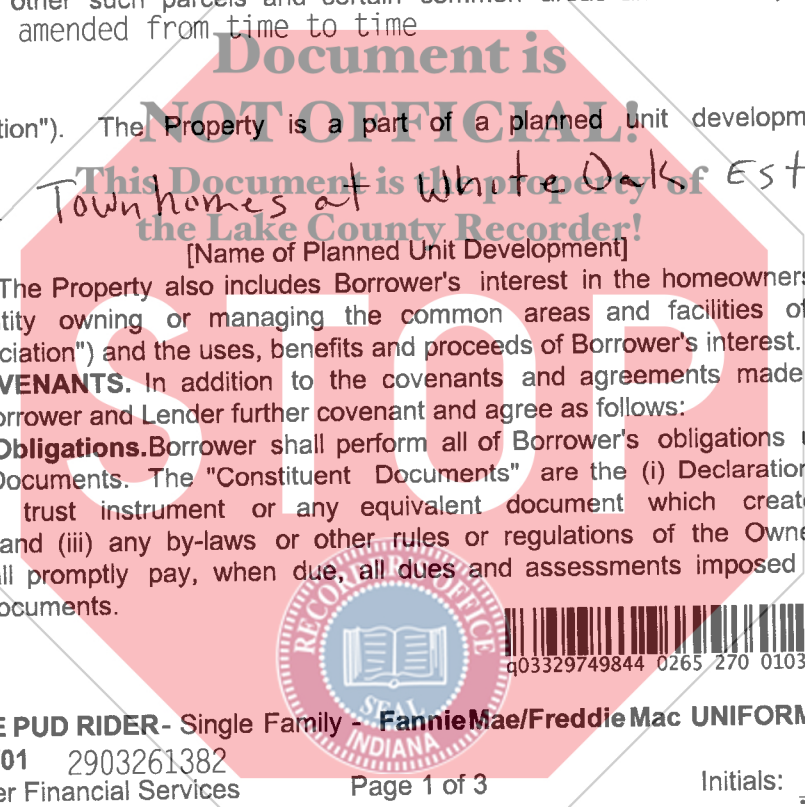 amended from time to time
Document is
NOT OFFICIAL!
tion"). The Property is a part of a planned unit developm
This Document is the property of
Townhomes at White Oak Est
the Lake County Recorder!
[Name of Planned Unit Development]
The Property also includes Borrower's interest in the homeowners
tity owning or managing the common areas and facilities of
ciation") and the uses, benefits and proceeds of Borrower's interest.
VENANTS. In addition to the covenants and agreements made
orrower and Lender further covenant and agree as follows:
Obligations.Borrower shall perform all of Borrower's obligations
Documents. The "Constituent Documents" are the (i) Declaration
trust instrument or any equivalent document which creat
and (iii) any by-laws or other rules or regulations of the Owne
ll promptly pay, when due, all dues and assessments imposed
ocuments.
STOP
RECORDER'S OFFICE
SEAL
INDIANA
q03329749844 0265 270 0103
E PUD RIDER- Single Family - Fannie Mae/Freddie Mac UNIFORM
01 2903261382
er Financial Services Page 1 of 3 Initials: